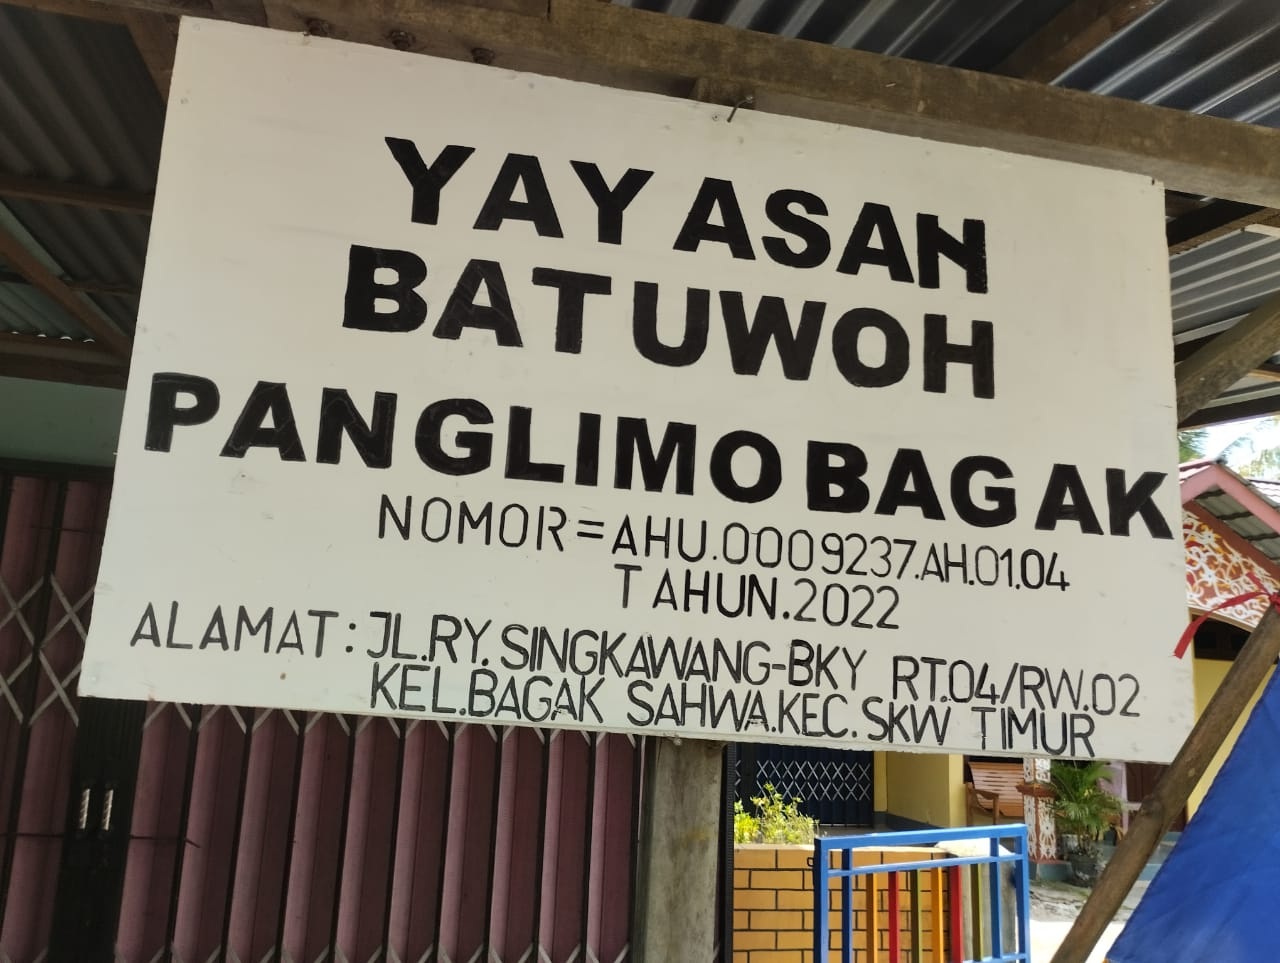 YAYASAN
BATUWOH
PANGLIMO BAGAK
NOMOR = AHU.0009237.AH.01.04
TAHUN.2022
ALAMAT : JL.RY. SINGKAWANG-BKY RT.04/RW.02
KEL.BAGAK SAHWA.KEC. SKW TIMUR